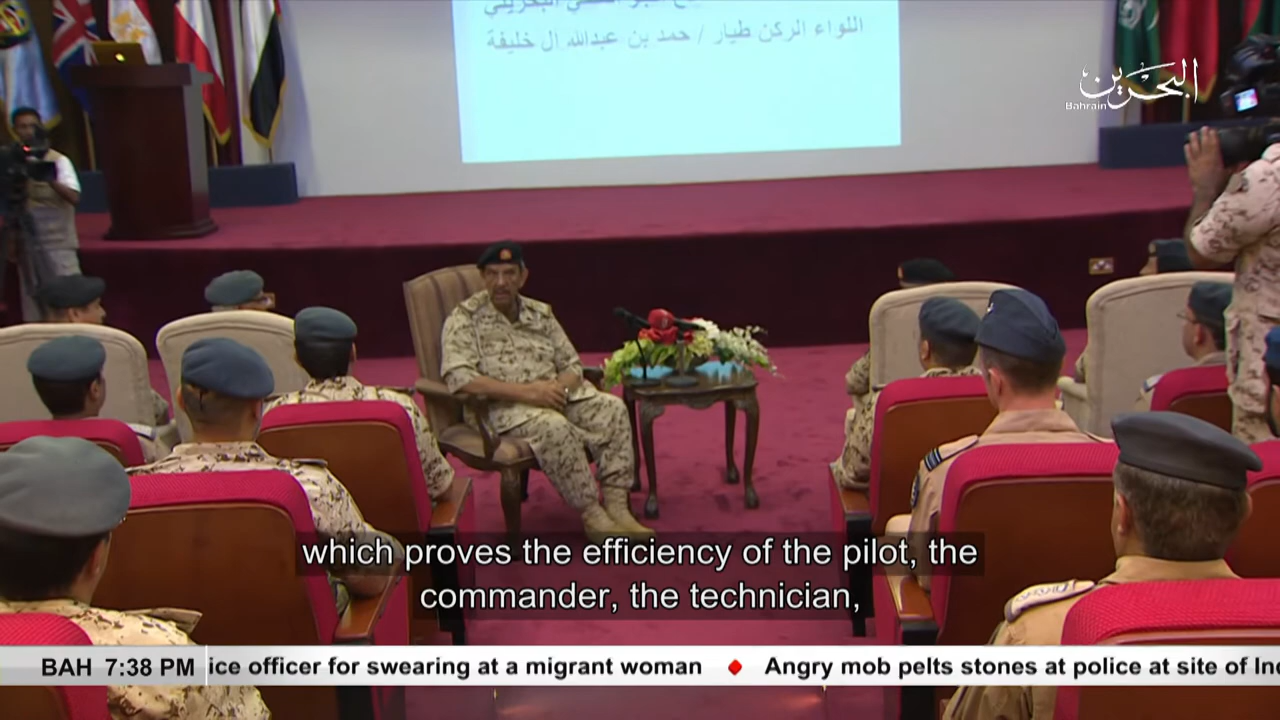 اللواء الركن طيار / حمد بن عبدالله ال خليفة
البحرين
Bahrain
which proves the efficiency of the pilot, the
commander, the technician,
BAH 7:38 PM
ice officer for swearing at a migrant woman ♦ Angry mob pelts stones at police at site of